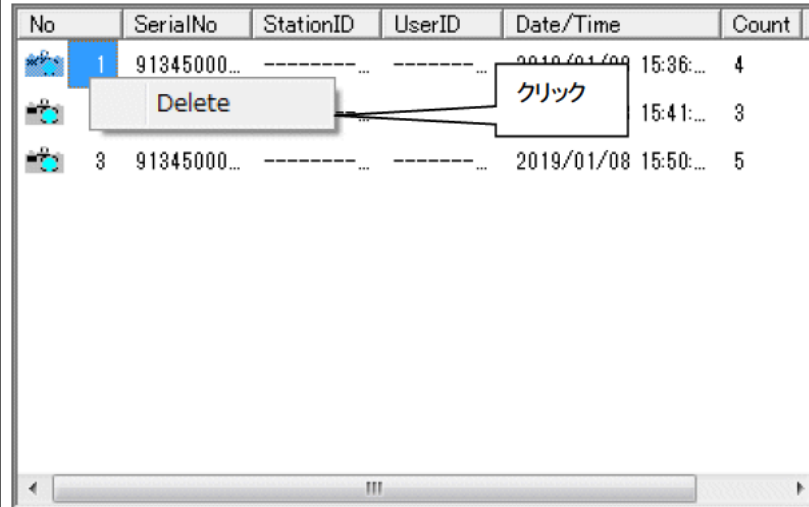 No SerialNo StationID UserID Date/Time Count
1 91345000... --------... -------... 15:36:... 4
Delete
クリック
15:41:... 3
3 91345000... --------... -------... 2019/01/08 15:50:... 5